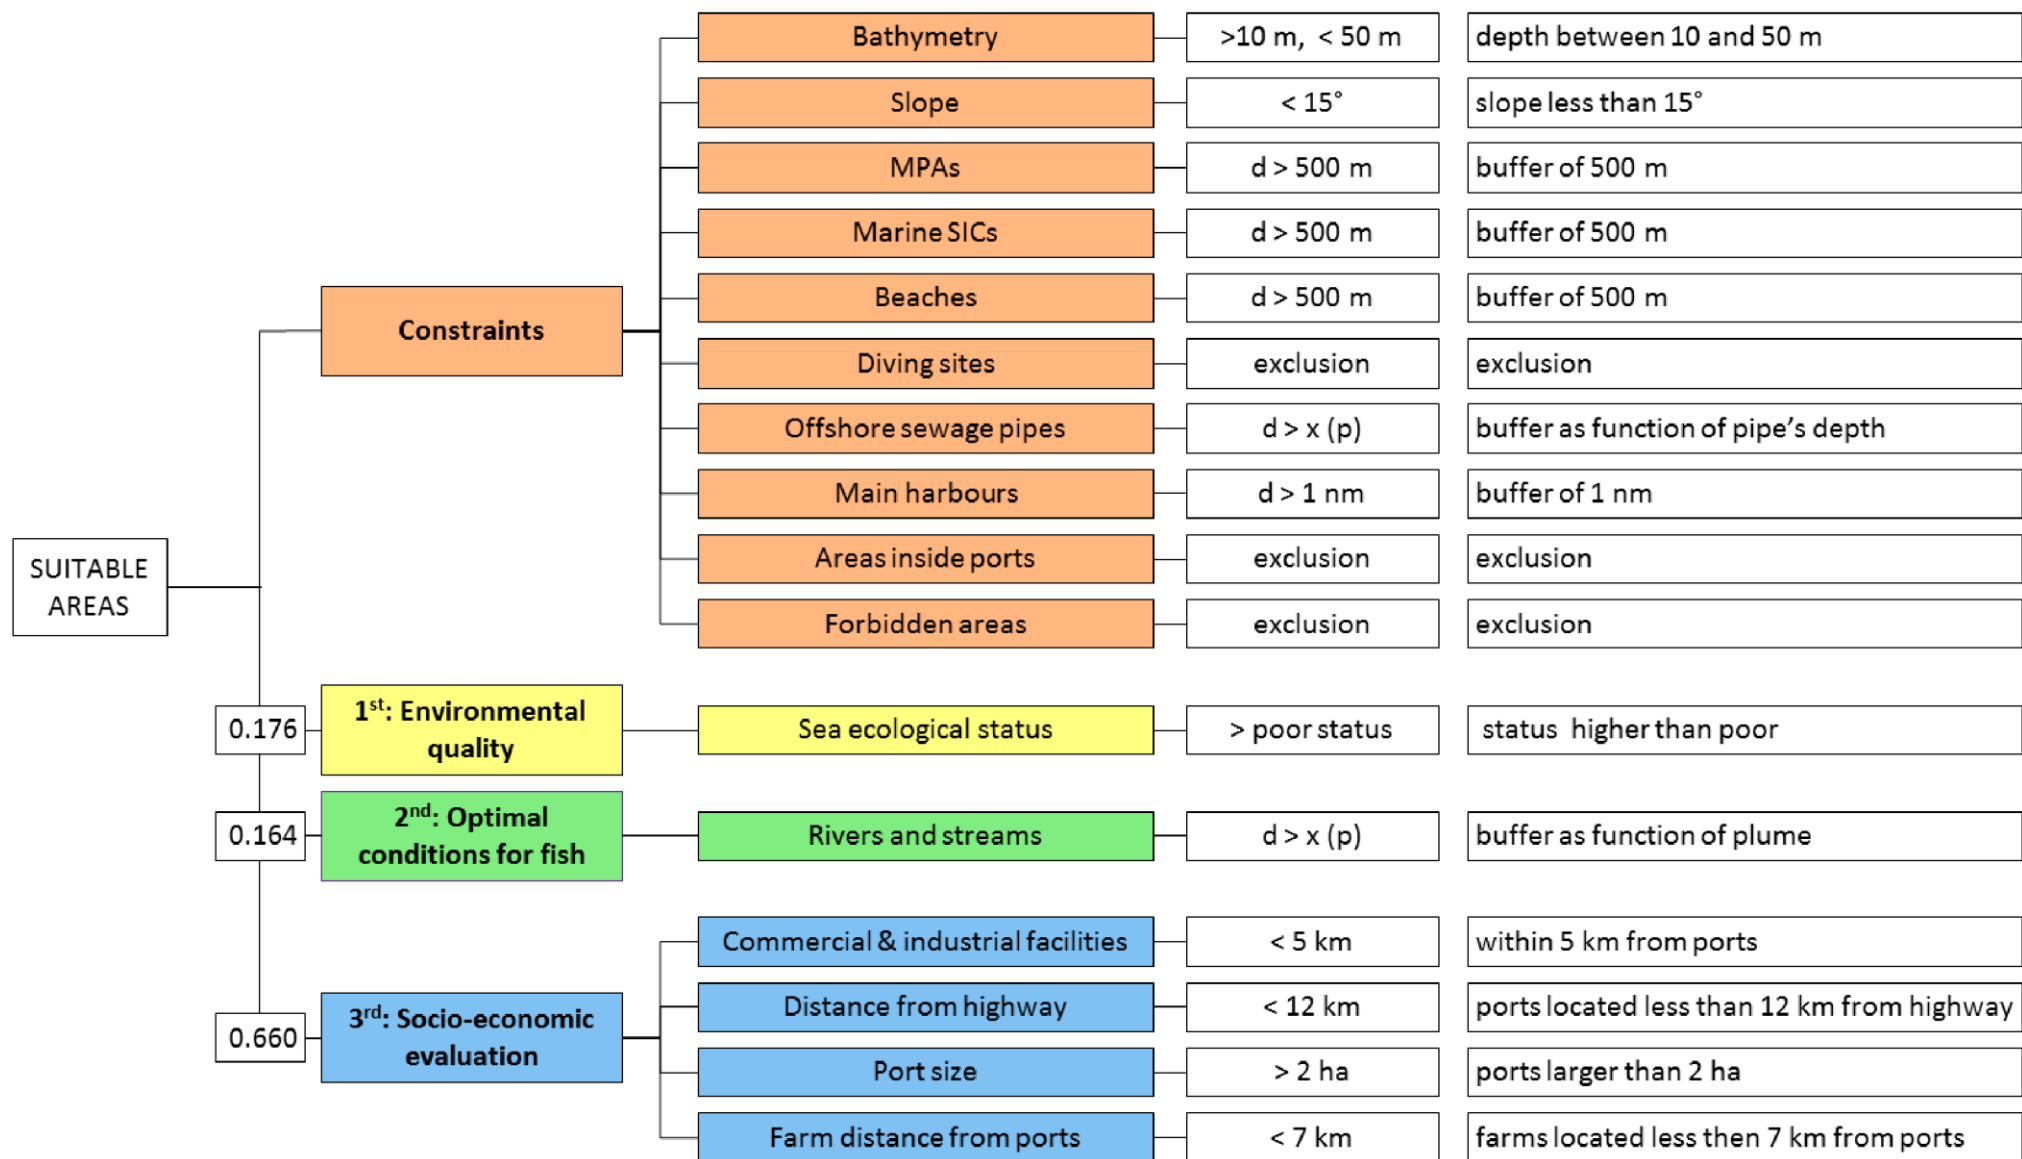 Bathymetry
>10 m, < 50 m
depth between 10 and 50 m
Slope
< 15°
slope less than 15°
MPAs
d > 500 m
buffer of 500 m
Marine SICs
d > 500 m
buffer of 500 m
Beaches
d > 500 m
buffer of 500 m
Constraints
Diving sites
exclusion
exclusion
Offshore sewage pipes
d > x (p)
buffer as function of pipe’s depth
Main harbours
d > 1 nm
buffer of 1 nm
Areas inside ports
exclusion
exclusion
SUITABLE
AREAS
Forbidden areas
exclusion
exclusion
0.176
1st: Environmental
quality
Sea ecological status
> poor status
status higher than poor
0.164
2nd: Optimal
conditions for fish
Rivers and streams
d > x (p)
buffer as function of plume
0.660
3rd: Socio-economic
evaluation
Commercial & industrial facilities
< 5 km
within 5 km from ports
Distance from highway
< 12 km
ports located less than 12 km from highway
Port size
> 2 ha
ports larger than 2 ha
Farm distance from ports
< 7 km
farms located less then 7 km from ports